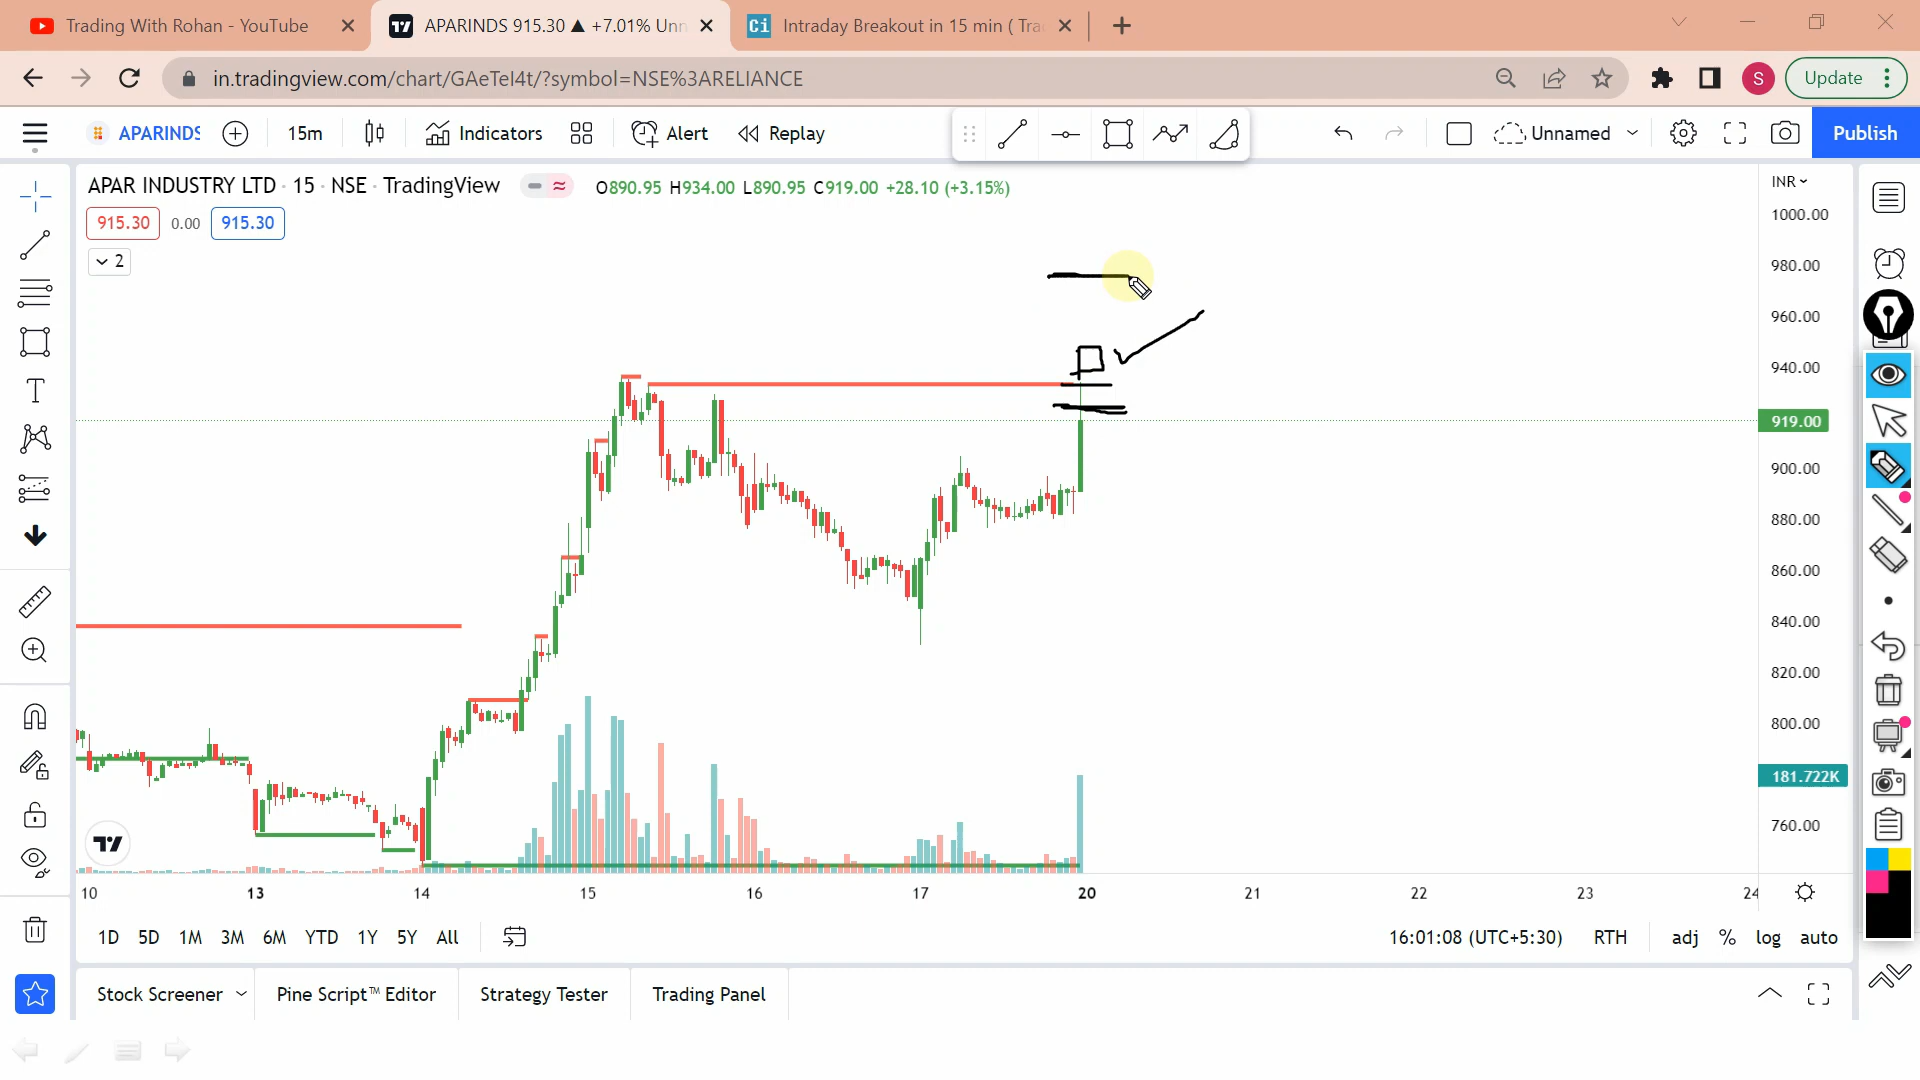 Trading With Rohan - YouTube
APARINDS 915.30 ▲ +7.01% Unn
Ci Intraday Breakout in 15 min ( Tra
in.tradingview.com/chart/GAeTeI4t/?symbol=NSE%3ARELIANCE
S
Update
APARINDS
15m
Indicators
Alert
Replay
Unnamed
Publish
APAR INDUSTRY LTD · 15 · NSE · TradingView
O890.95 H934.00 L890.95 C919.00 +28.10 (+3.15%)
INR
915.30 0.00 915.30
2
1000.00
980.00
960.00
940.00
919.00
900.00
880.00
860.00
840.00
820.00
800.00
181.722K
760.00
10 13 14 15 16 17 20 21 22 23 24
1D 5D 1M 3M 6M YTD 1Y 5Y All
16:01:08 (UTC+5:30) RTH adj % log auto
Stock Screener Pine Script™ Editor Strategy Tester Trading Panel